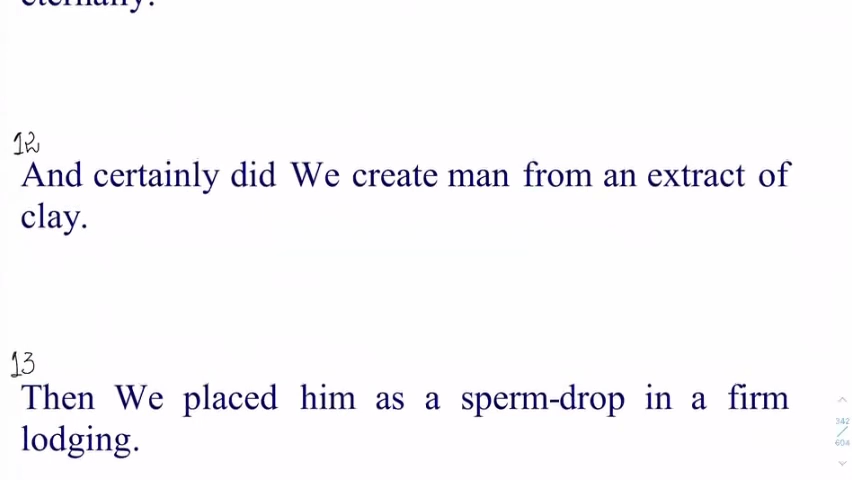 eternally.
12
And certainly did We create man from an extract of
clay.
13
Then We placed him as a sperm-drop in a firm
lodging.
342
604